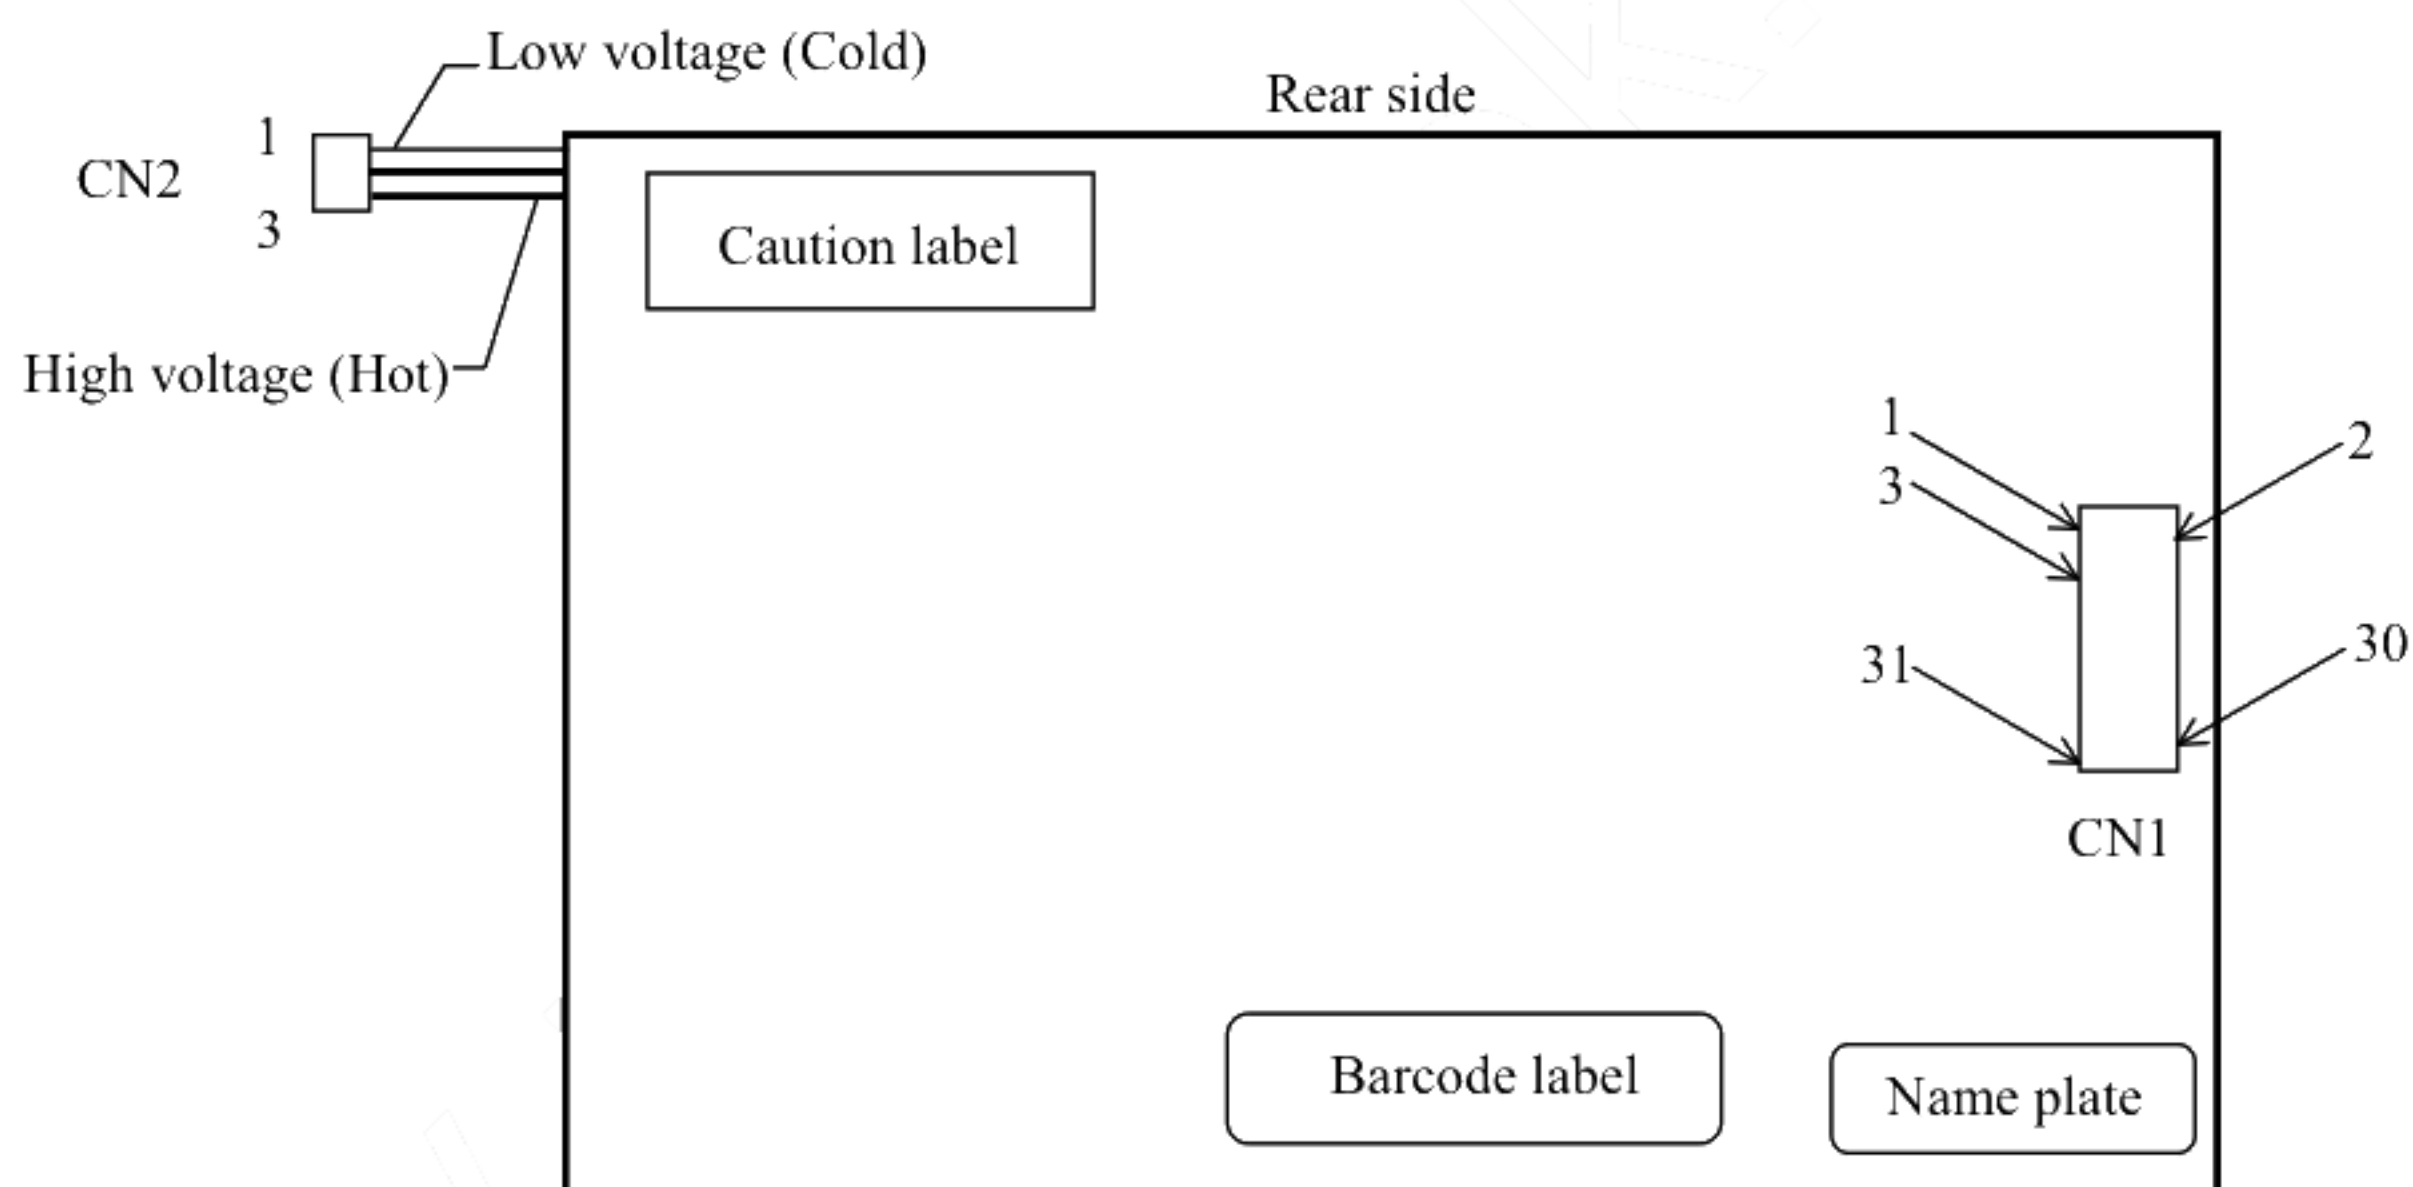 Low voltage (Cold)
Rear side
1
CN2
3
Caution label
High voltage (Hot)
1
2
3
30
31
CN1
Barcode label
Name plate